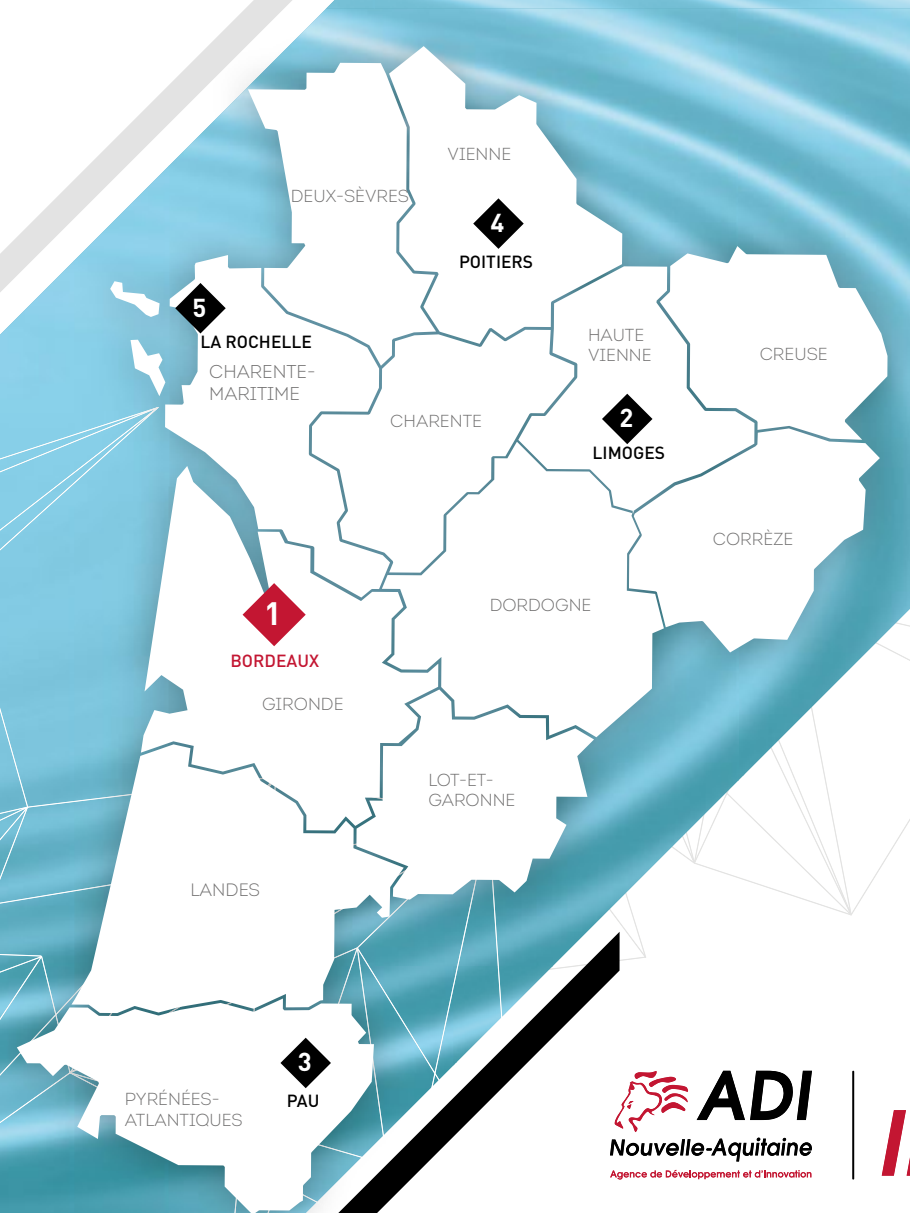 VIENNE
DEUX-SÈVRES
4
POITIERS
5
LA ROCHELLE
HAUTE
VIENNE
CREUSE
CHARENTE-
MARITIME
CHARENTE
2
LIMOGES
CORRÈZE
DORDOGNE
1
BORDEAUX
GIRONDE
LOT-ET-
GARONNE
LANDES
3
PAU
PYRÉNÉES-
ATLANTIQUES
ADI
Nouvelle-Aquitaine
Agence de Développement et d'Innovation